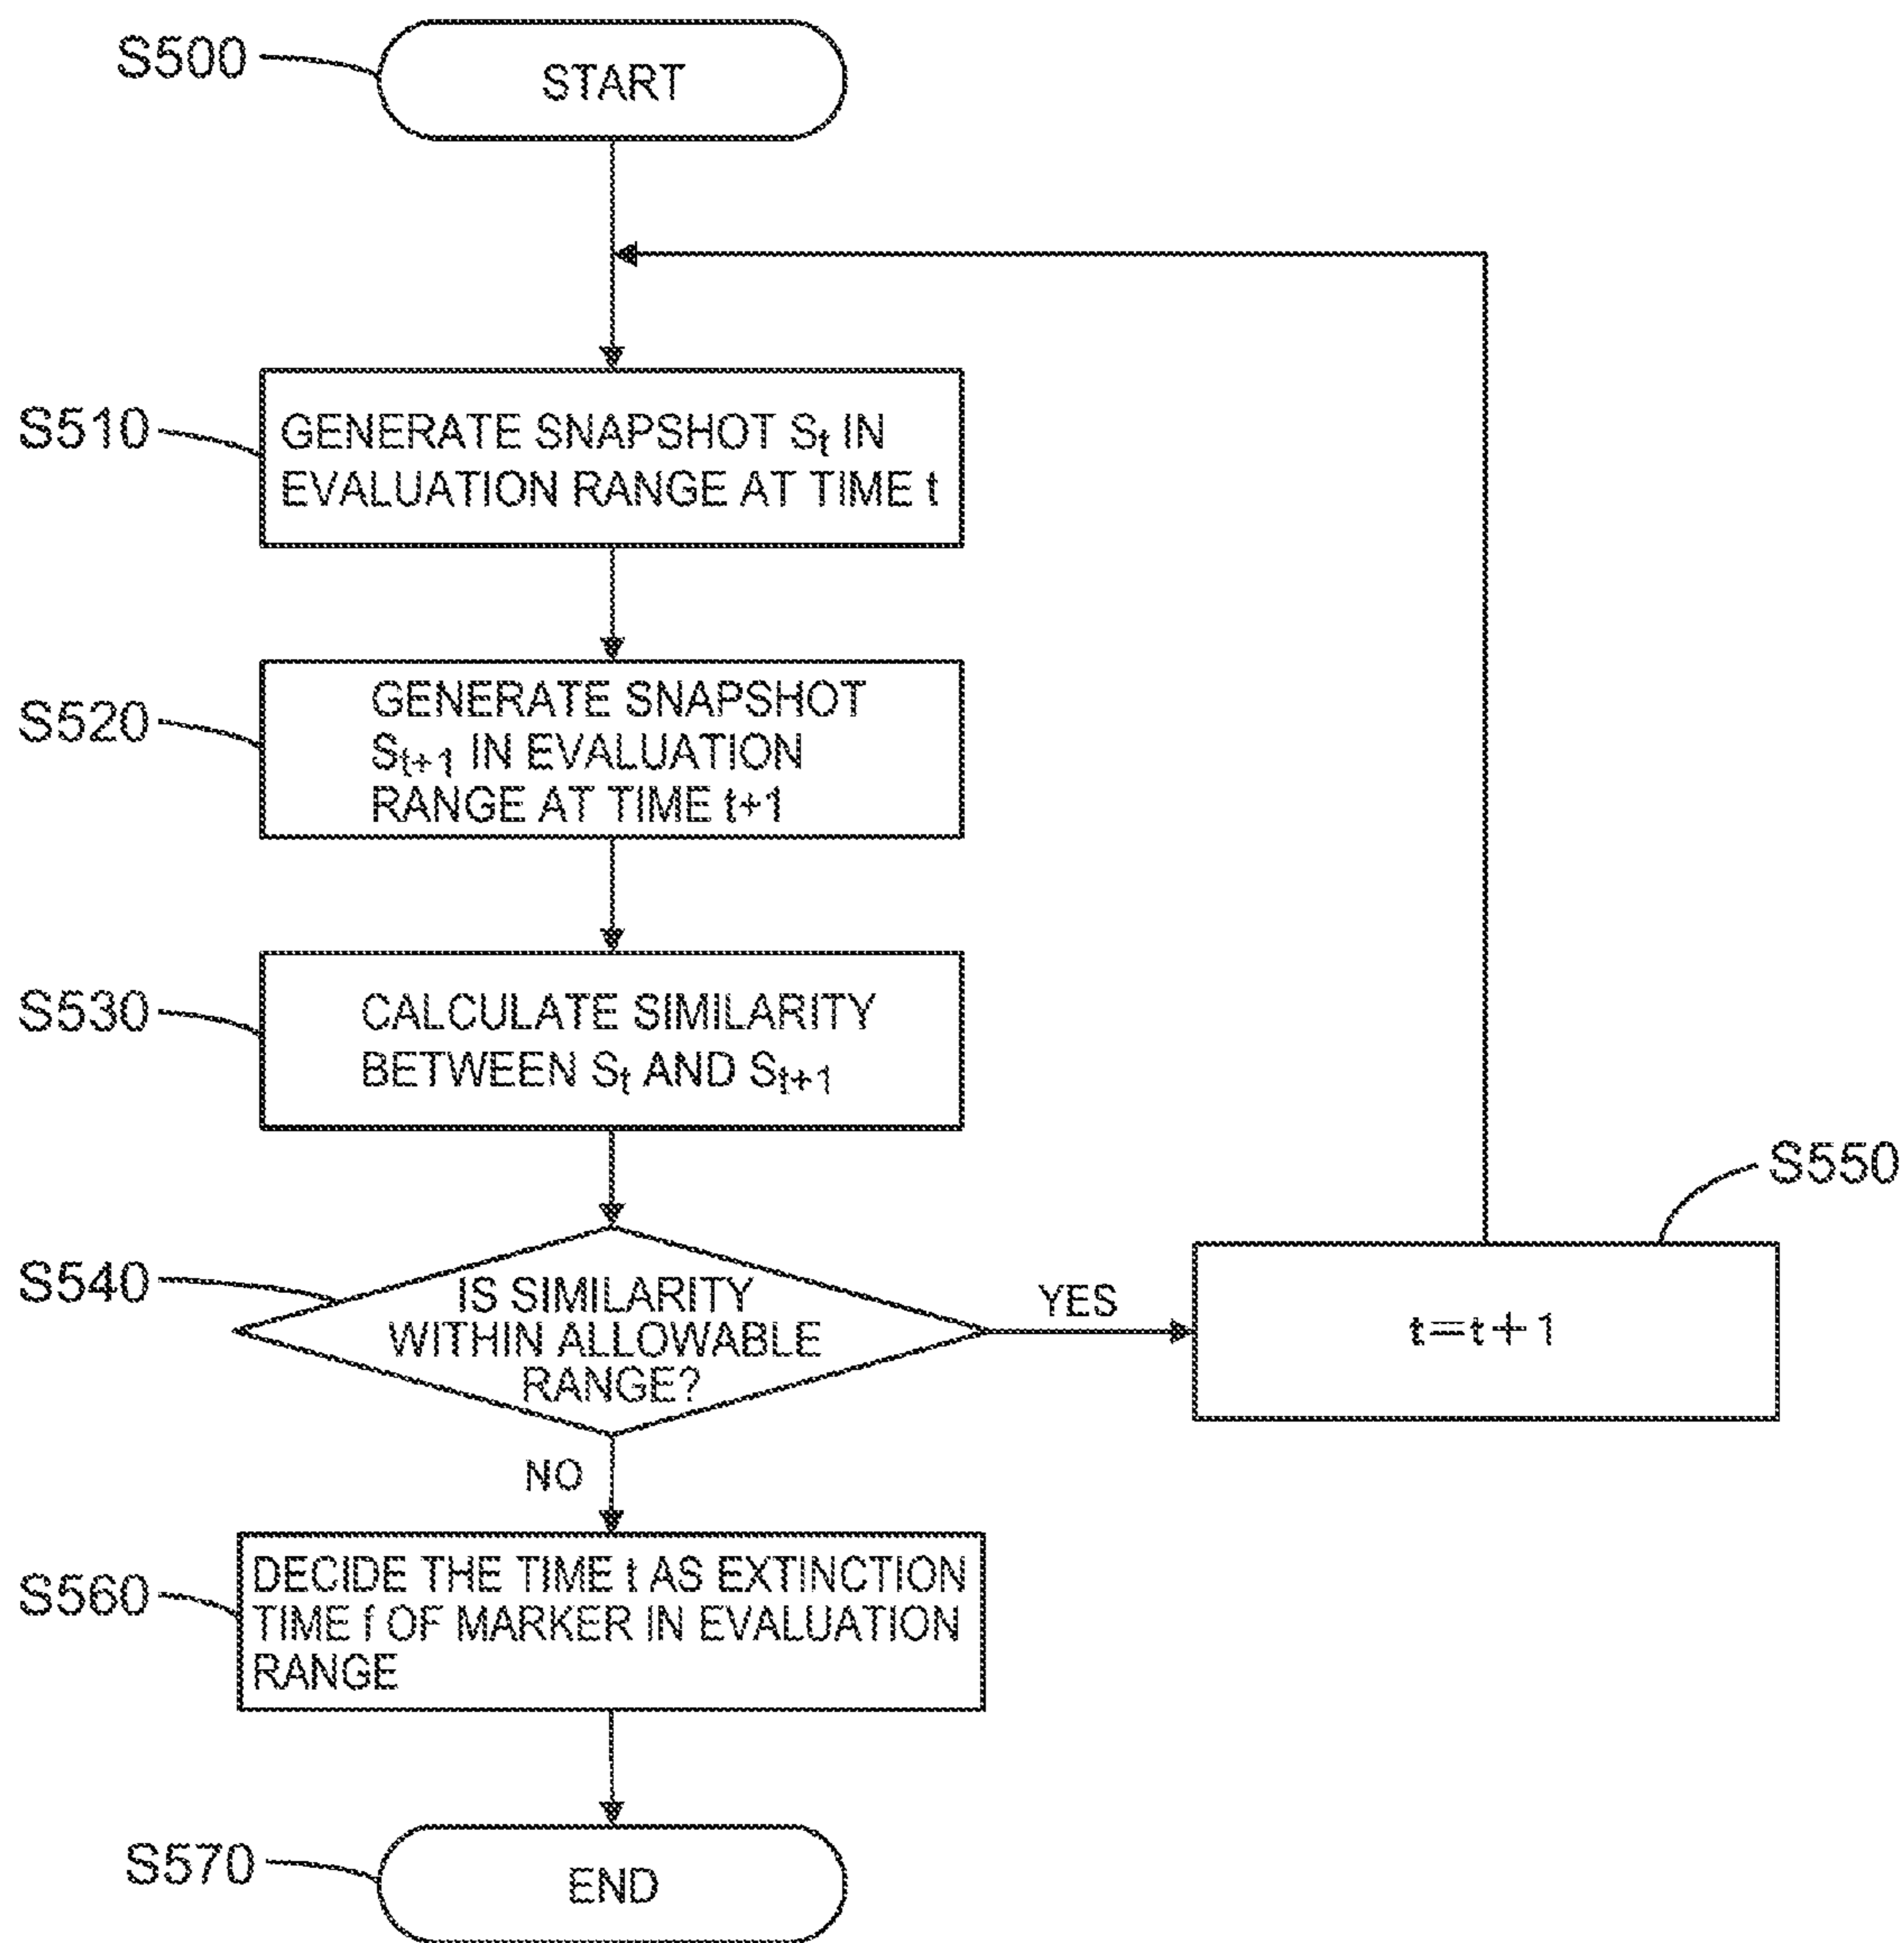 S500
START
S510
GENERATE SNAPSHOT Sₜ IN
EVALUATION RANGE AT TIME t
S520
GENERATE SNAPSHOT
Sₜ₊₁ IN EVALUATION
RANGE AT TIME t+1
S530
CALCULATE SIMILARITY
BETWEEN Sₜ AND Sₜ₊₁
S540
IS SIMILARITY
WITHIN ALLOWABLE
RANGE?
YES
S550
t=t+1
NO
S560
DECIDE THE TIME t AS EXTINCTION
TIME f OF MARKER IN EVALUATION
RANGE
S570
END